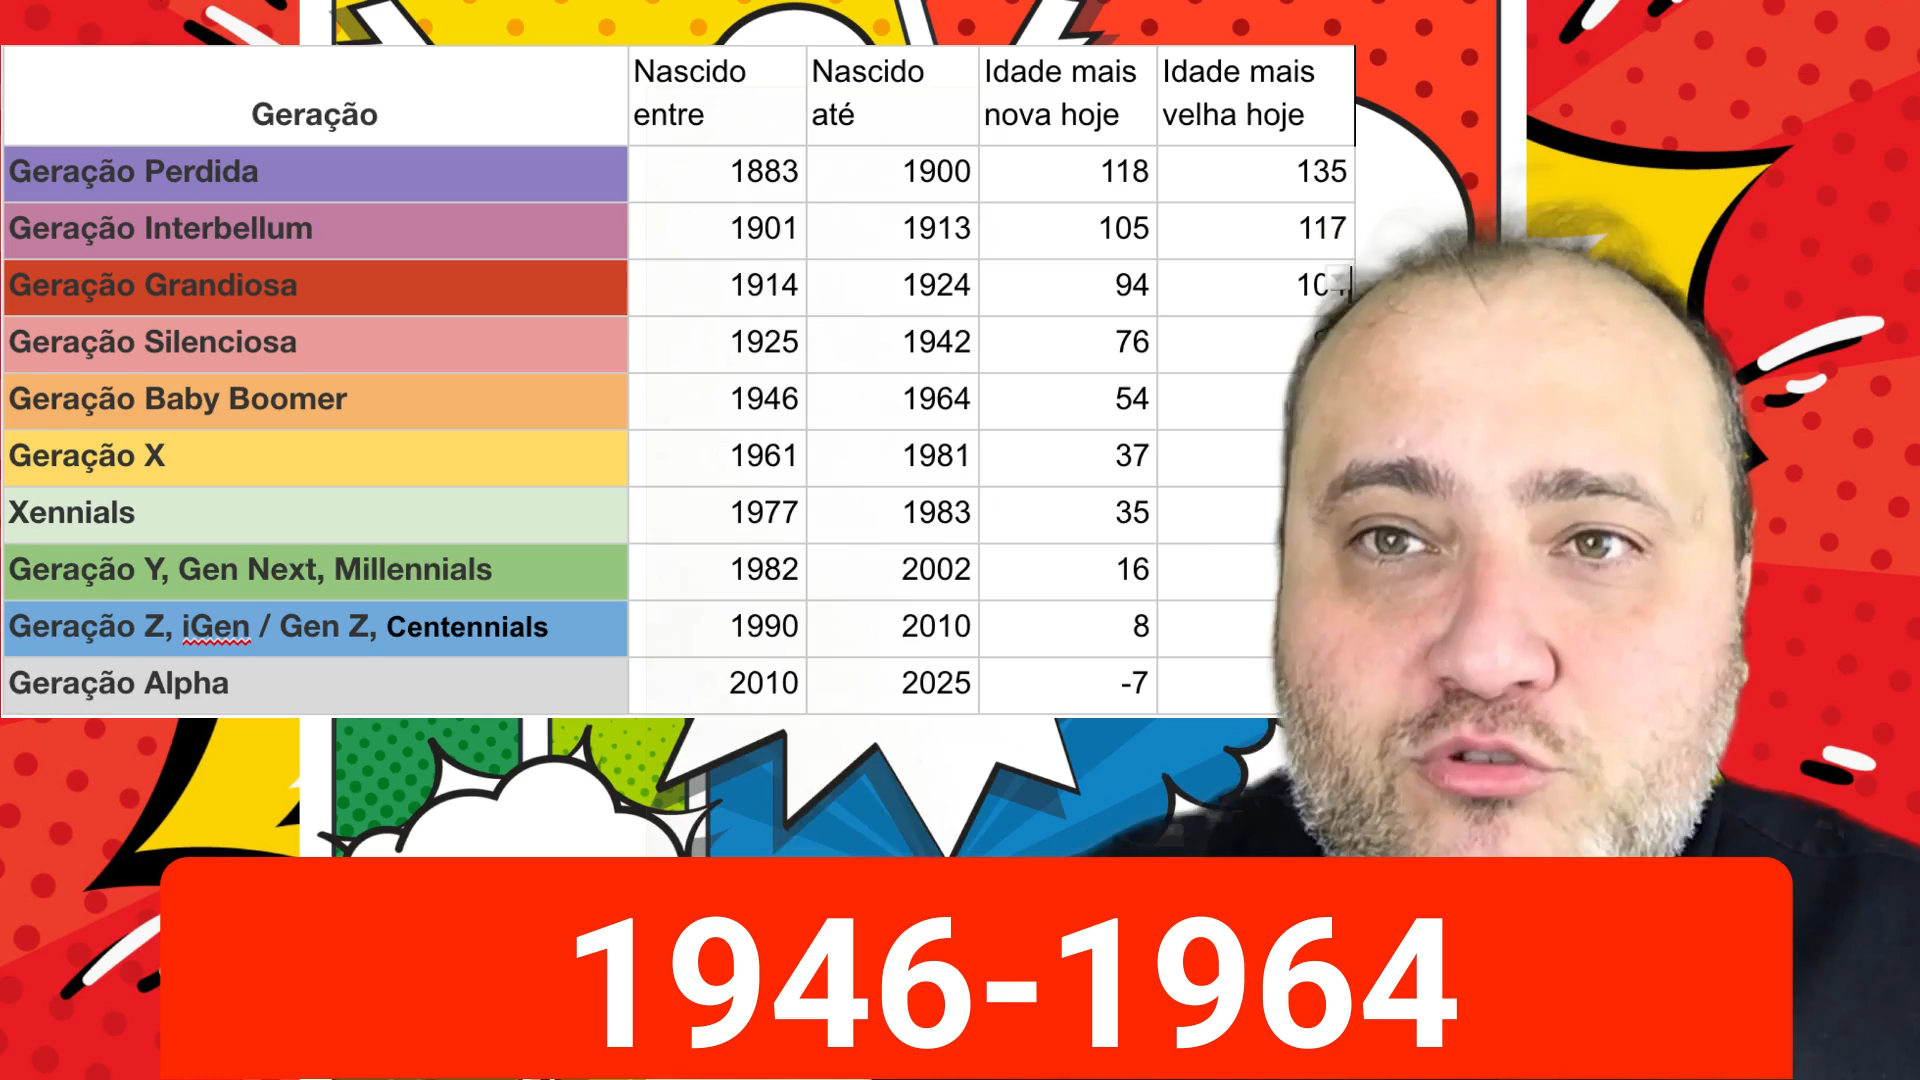 Geração Nascido entre Nascido até Idade mais nova hoje Idade mais velha hoje
Geração Perdida 1883 1900 118 135
Geração Interbellum 1901 1913 105 117
Geração Grandiosa 1914 1924 94
Geração Silenciosa 1925 1942 76
Geração Baby Boomer 1946 1964 54
Geração X 1961 1981 37
Xennials 1977 1983 35
Geração Y, Gen Next, Millennials 1982 2002 16
Geração Z, iGen / Gen Z, Centennials 1990 2010 8
Geração Alpha 2010 2025 -7
1946-1964